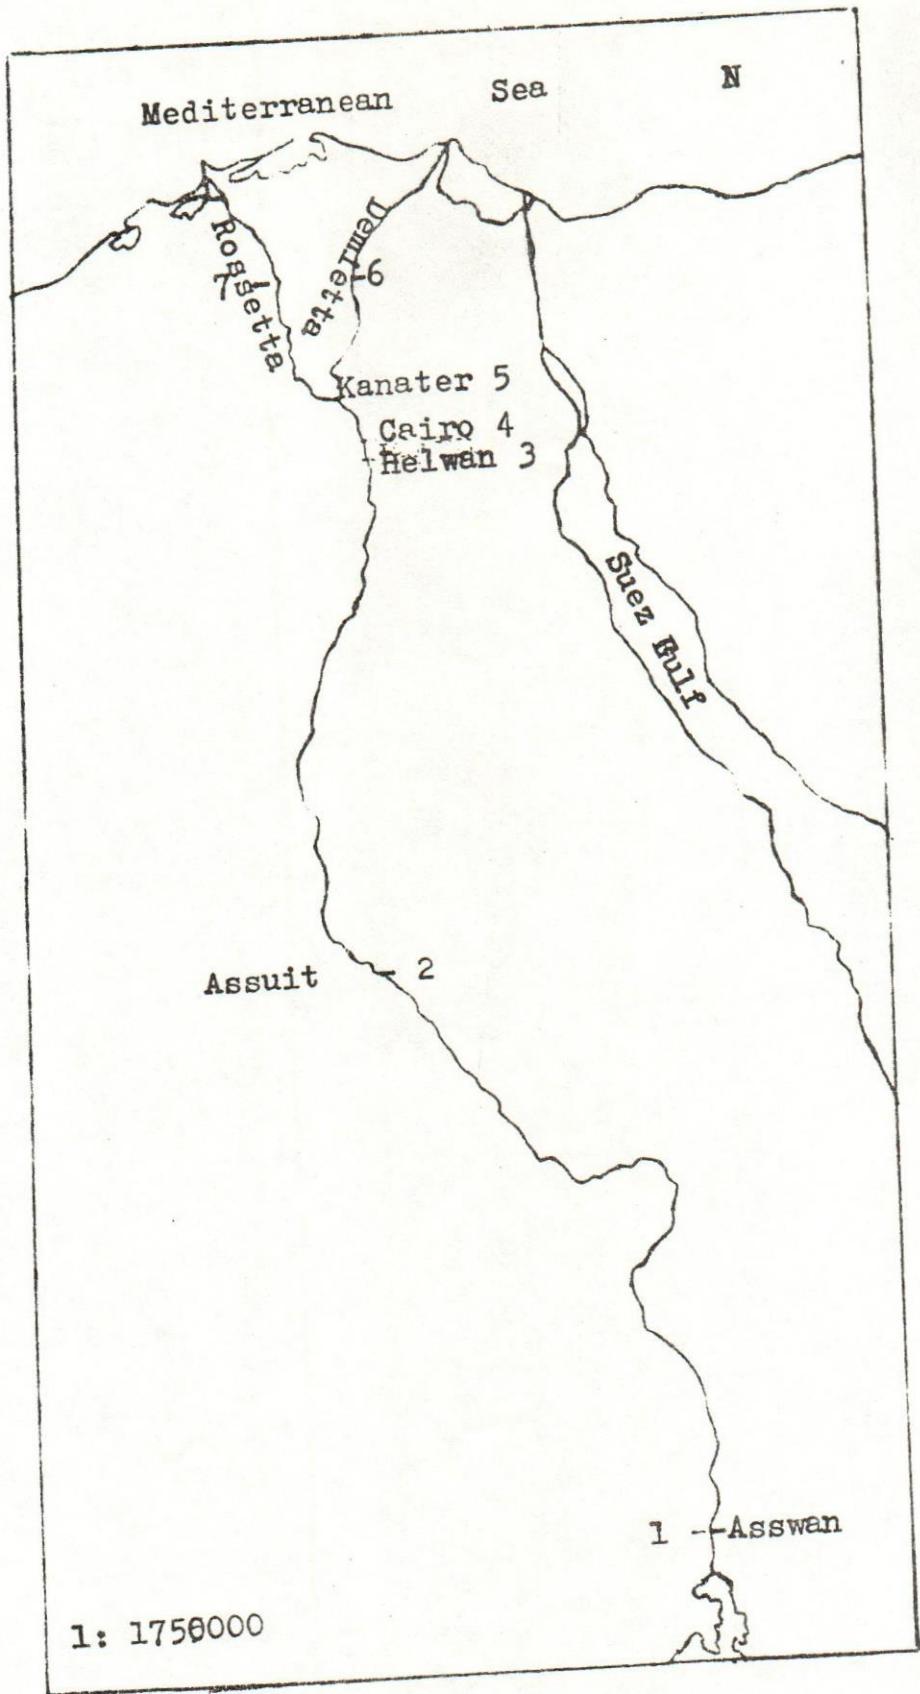 Mediterranean Sea N
Rossetta
7
Demietta
6
Kanater 5
Cairo 4
Helwan 3
Suez Gulf
Assuit 2
1 Asswan
1: 1750000